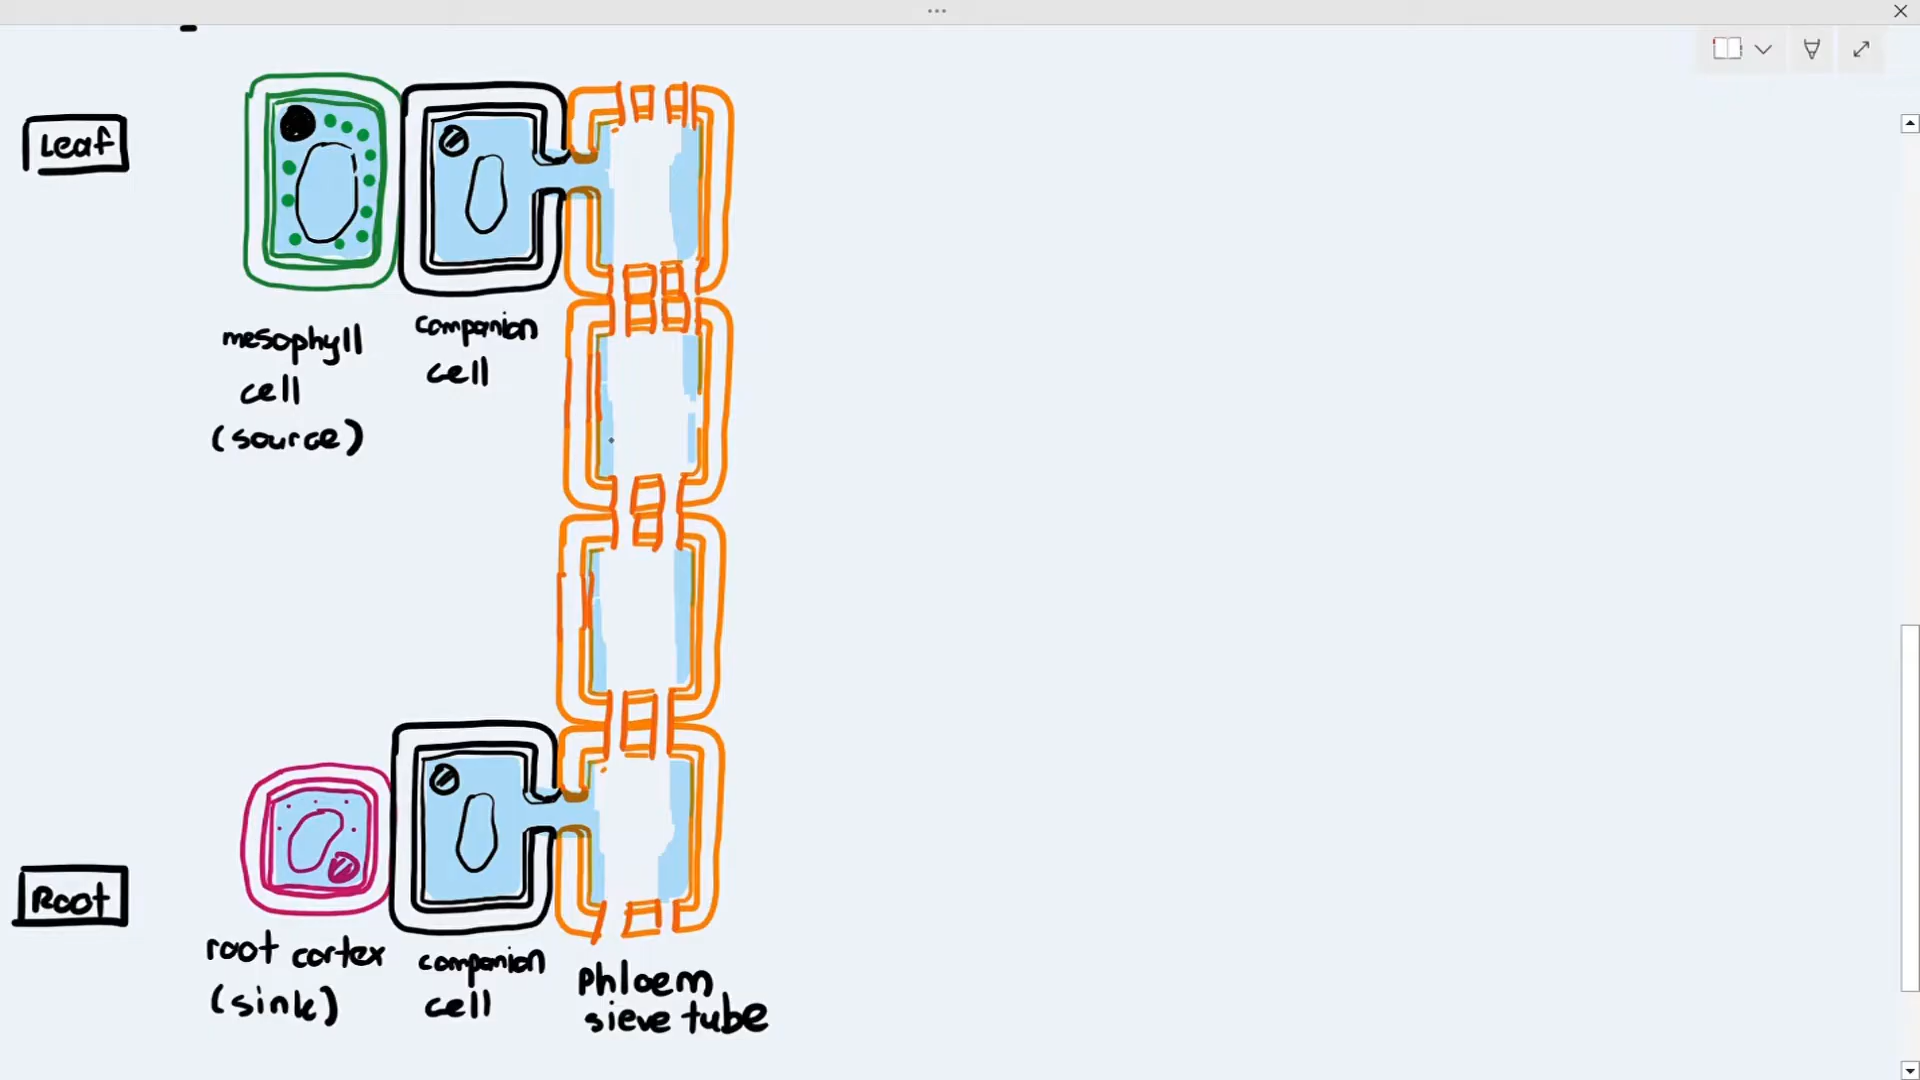 Leaf
mesophyll
cell
(source)
companion
cell
Root
root cortex
(sink)
companion
cell
Phloem
sieve tube